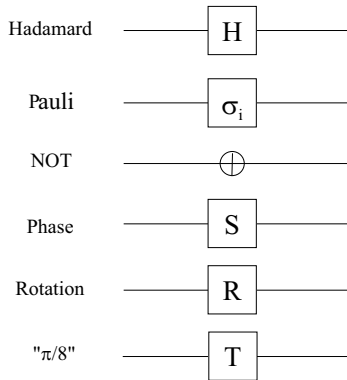 Hadamard H
Pauli σi
NOT
Phase S
Rotation R
"π/8" T